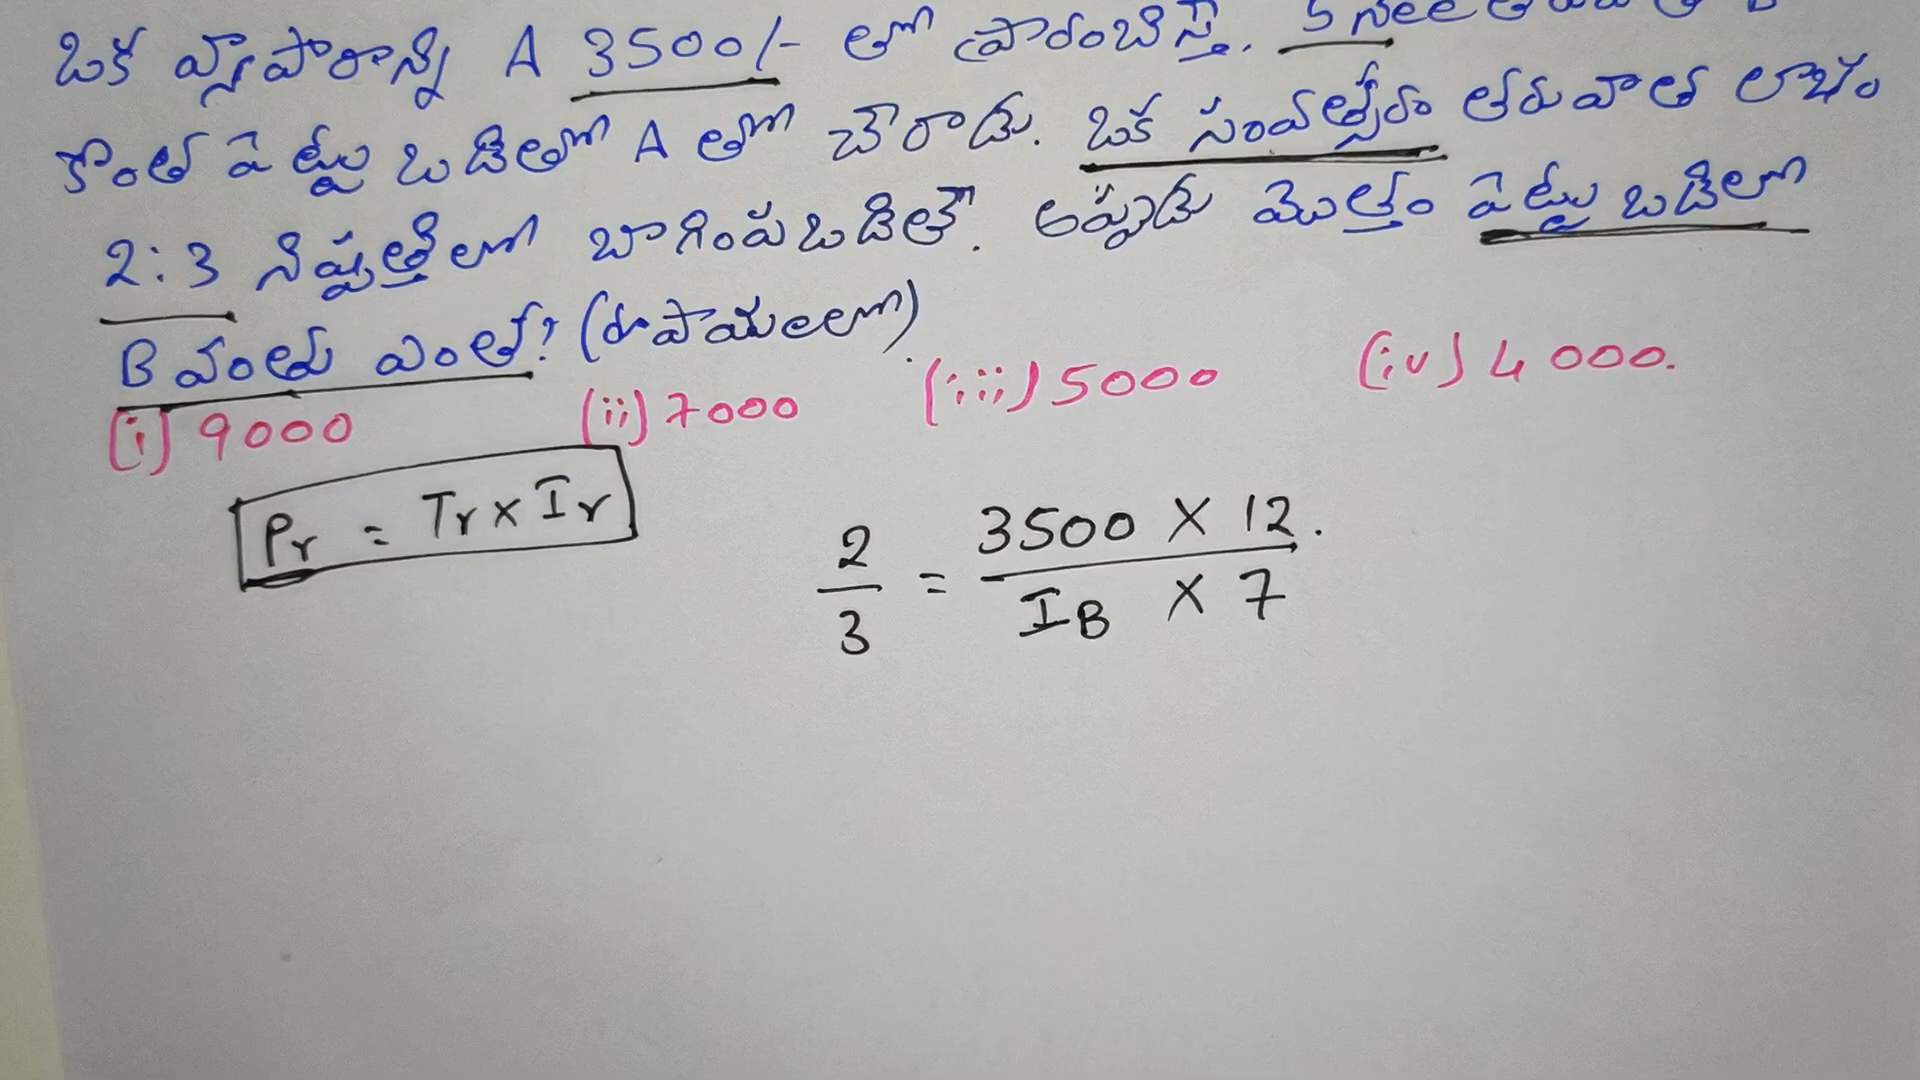 ఒక వ్యాపారాన్ని A 3500/- తో ప్రారంబిస్తే. 5
కొంత పెట్టుబడితో A తో చేరాడు. ఒక సంవత్సరం తరువాత లాభం
2:3 నిష్పత్తిలో బాగింపబడితే. అప్పుడు మొత్తం పెట్టుబడిలో
B వంతు ఎంత? (రూపాయలలో).
(i) 9000 (ii) 7000 (iii) 5000 (iv) 4000.
Pr = Tr x Ir
2/3 = 3500 X 12. / IB X 7